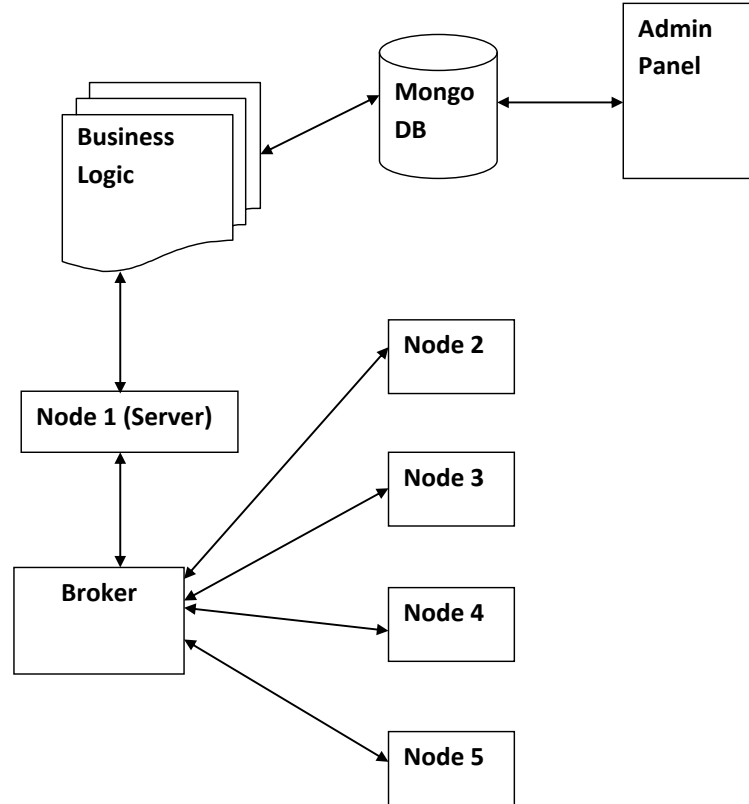 Admin
Panel
Mongo
DB
Business
Logic
Node 2
Node 1 (Server)
Node 3
Broker
Node 4
Node 5